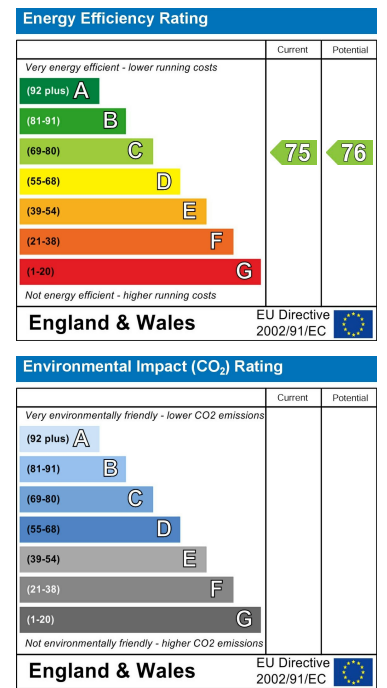 Energy Efficiency Rating
Current Potential
Very energy efficient - lower running costs
(92 plus) A
(81-91) B
(69-80) C 75 76
(55-68) D
(39-54) E
(21-38) F
(1-20) G
Not energy efficient - higher running costs
England & Wales
EU Directive
2002/91/EC
Environmental Impact (CO₂) Rating
Current Potential
Very environmentally friendly - lower CO2 emissions
(92 plus) A
(81-91) B
(69-80) C
(55-68) D
(39-54) E
(21-38) F
(1-20) G
Not environmentally friendly - higher CO2 emissions
England & Wales
EU Directive
2002/91/EC